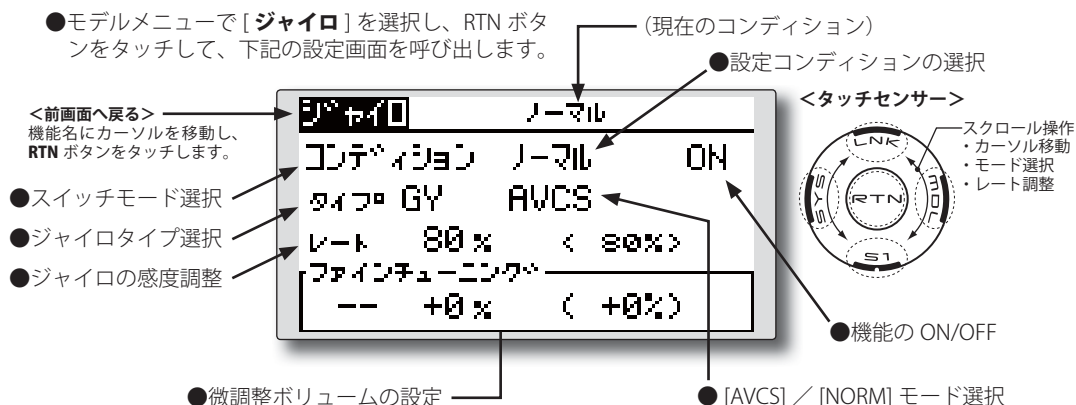 ●モデルメニューで [ ジャイロ ] を選択し、RTN ボタ
ンをタッチして、下記の設定画面を呼び出します。
（現在のコンディション）
●設定コンディションの選択
＜前画面へ戻る＞
機能名にカーソルを移動し、
RTN ボタンをタッチします。
●スイッチモード選択
●ジャイロタイプ選択
●ジャイロの感度調整
ジャイロ ノーマル
コンディション ノーマル ON
タイプ GY AVCS
レート 80% < 80%>
ファインチューニング
-- +0% ( +0%)
＜タッチセンサー＞
スクロール操作
・カーソル移動
・モード選択
・レート調整
LNK
SYS
RTN
MDL
S1
●機能の ON/OFF
●微調整ボリュームの設定
● [AVCS] ／ [NORM] モード選択